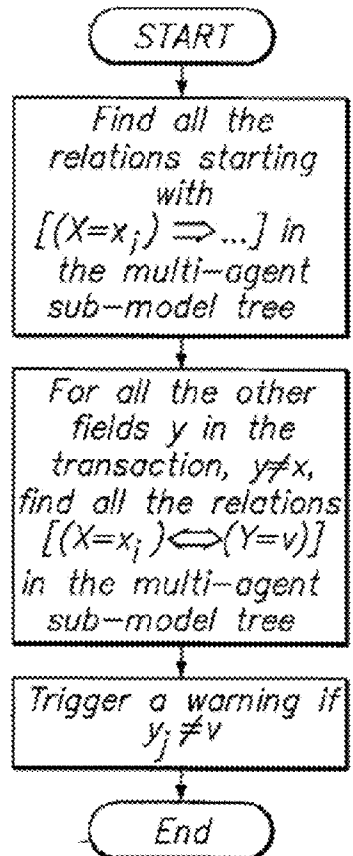 START
Find all the
relations starting
with
[(X=x_i) ⇒...] in
the multi-agent
sub-model tree
For all the other
fields y in the
transaction, y≠x,
find all the relations
[(X=x_i)⇔(Y=v)]
in the multi-agent
sub-model tree
Trigger a warning if
y_j ≠v
End